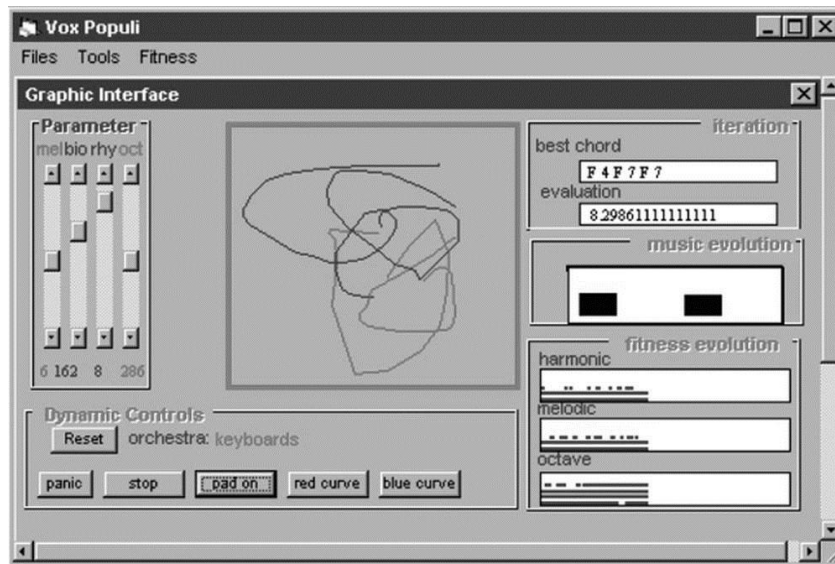 Vox Populi
Files Tools Fitness
Graphic Interface
Parameter
mel bio rhy oct
6 162 8 286
iteration
best chord
F 4 F 7 F 7
evaluation
8.29861111111111
music evolution
fitness evolution
harmonic
melodic
octave
Dynamic Controls
Reset orchestra: keyboards
panic stop pad on red curve blue curve